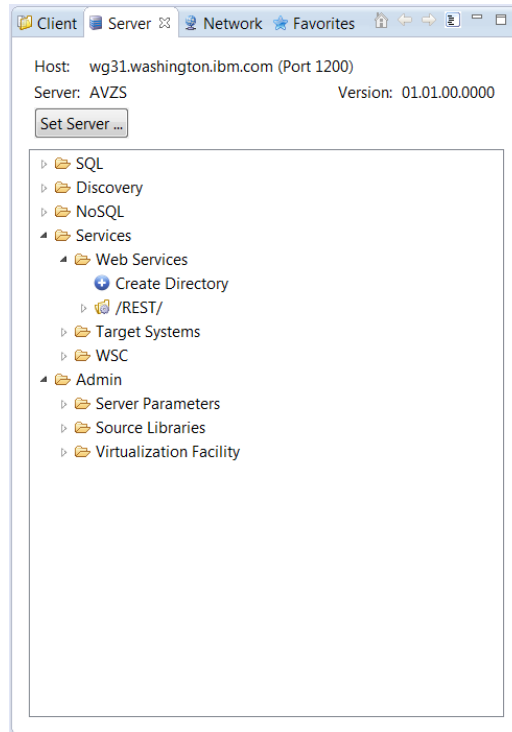 Client Server Network Favorites
Host: wg31.washington.ibm.com (Port 1200)
Server: AVZS Version: 01.01.00.0000
Set Server ...
SQL
Discovery
NoSQL
Services
Web Services
Create Directory
/REST/
Target Systems
WSC
Admin
Server Parameters
Source Libraries
Virtualization Facility